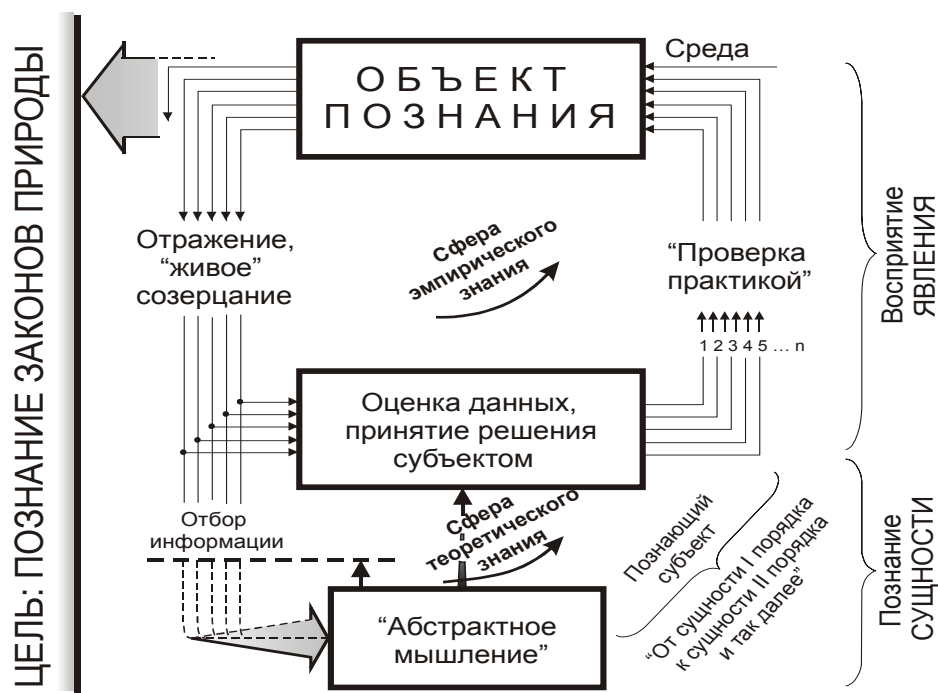 ЦЕЛЬ: ПОЗНАНИЕ ЗАКОНОВ ПРИРОДЫ
ОБЪЕКТ
ПОЗНАНИЯ
Среда
Отражение,
“живое”
созерцание
Сфера
эмпирического
знания
“Проверка
практикой”
1 2 3 4 5 ... n
Восприятие
ЯВЛЕНИЯ
Оценка данных,
принятие решения
субъектом
Отбор
информации
Сфера
теоретического
знания
Познающий
субъект
“От сущности I порядка
к сущности II порядка
и так далее”
Познание
СУЩНОСТИ
“Абстрактное
мышление”